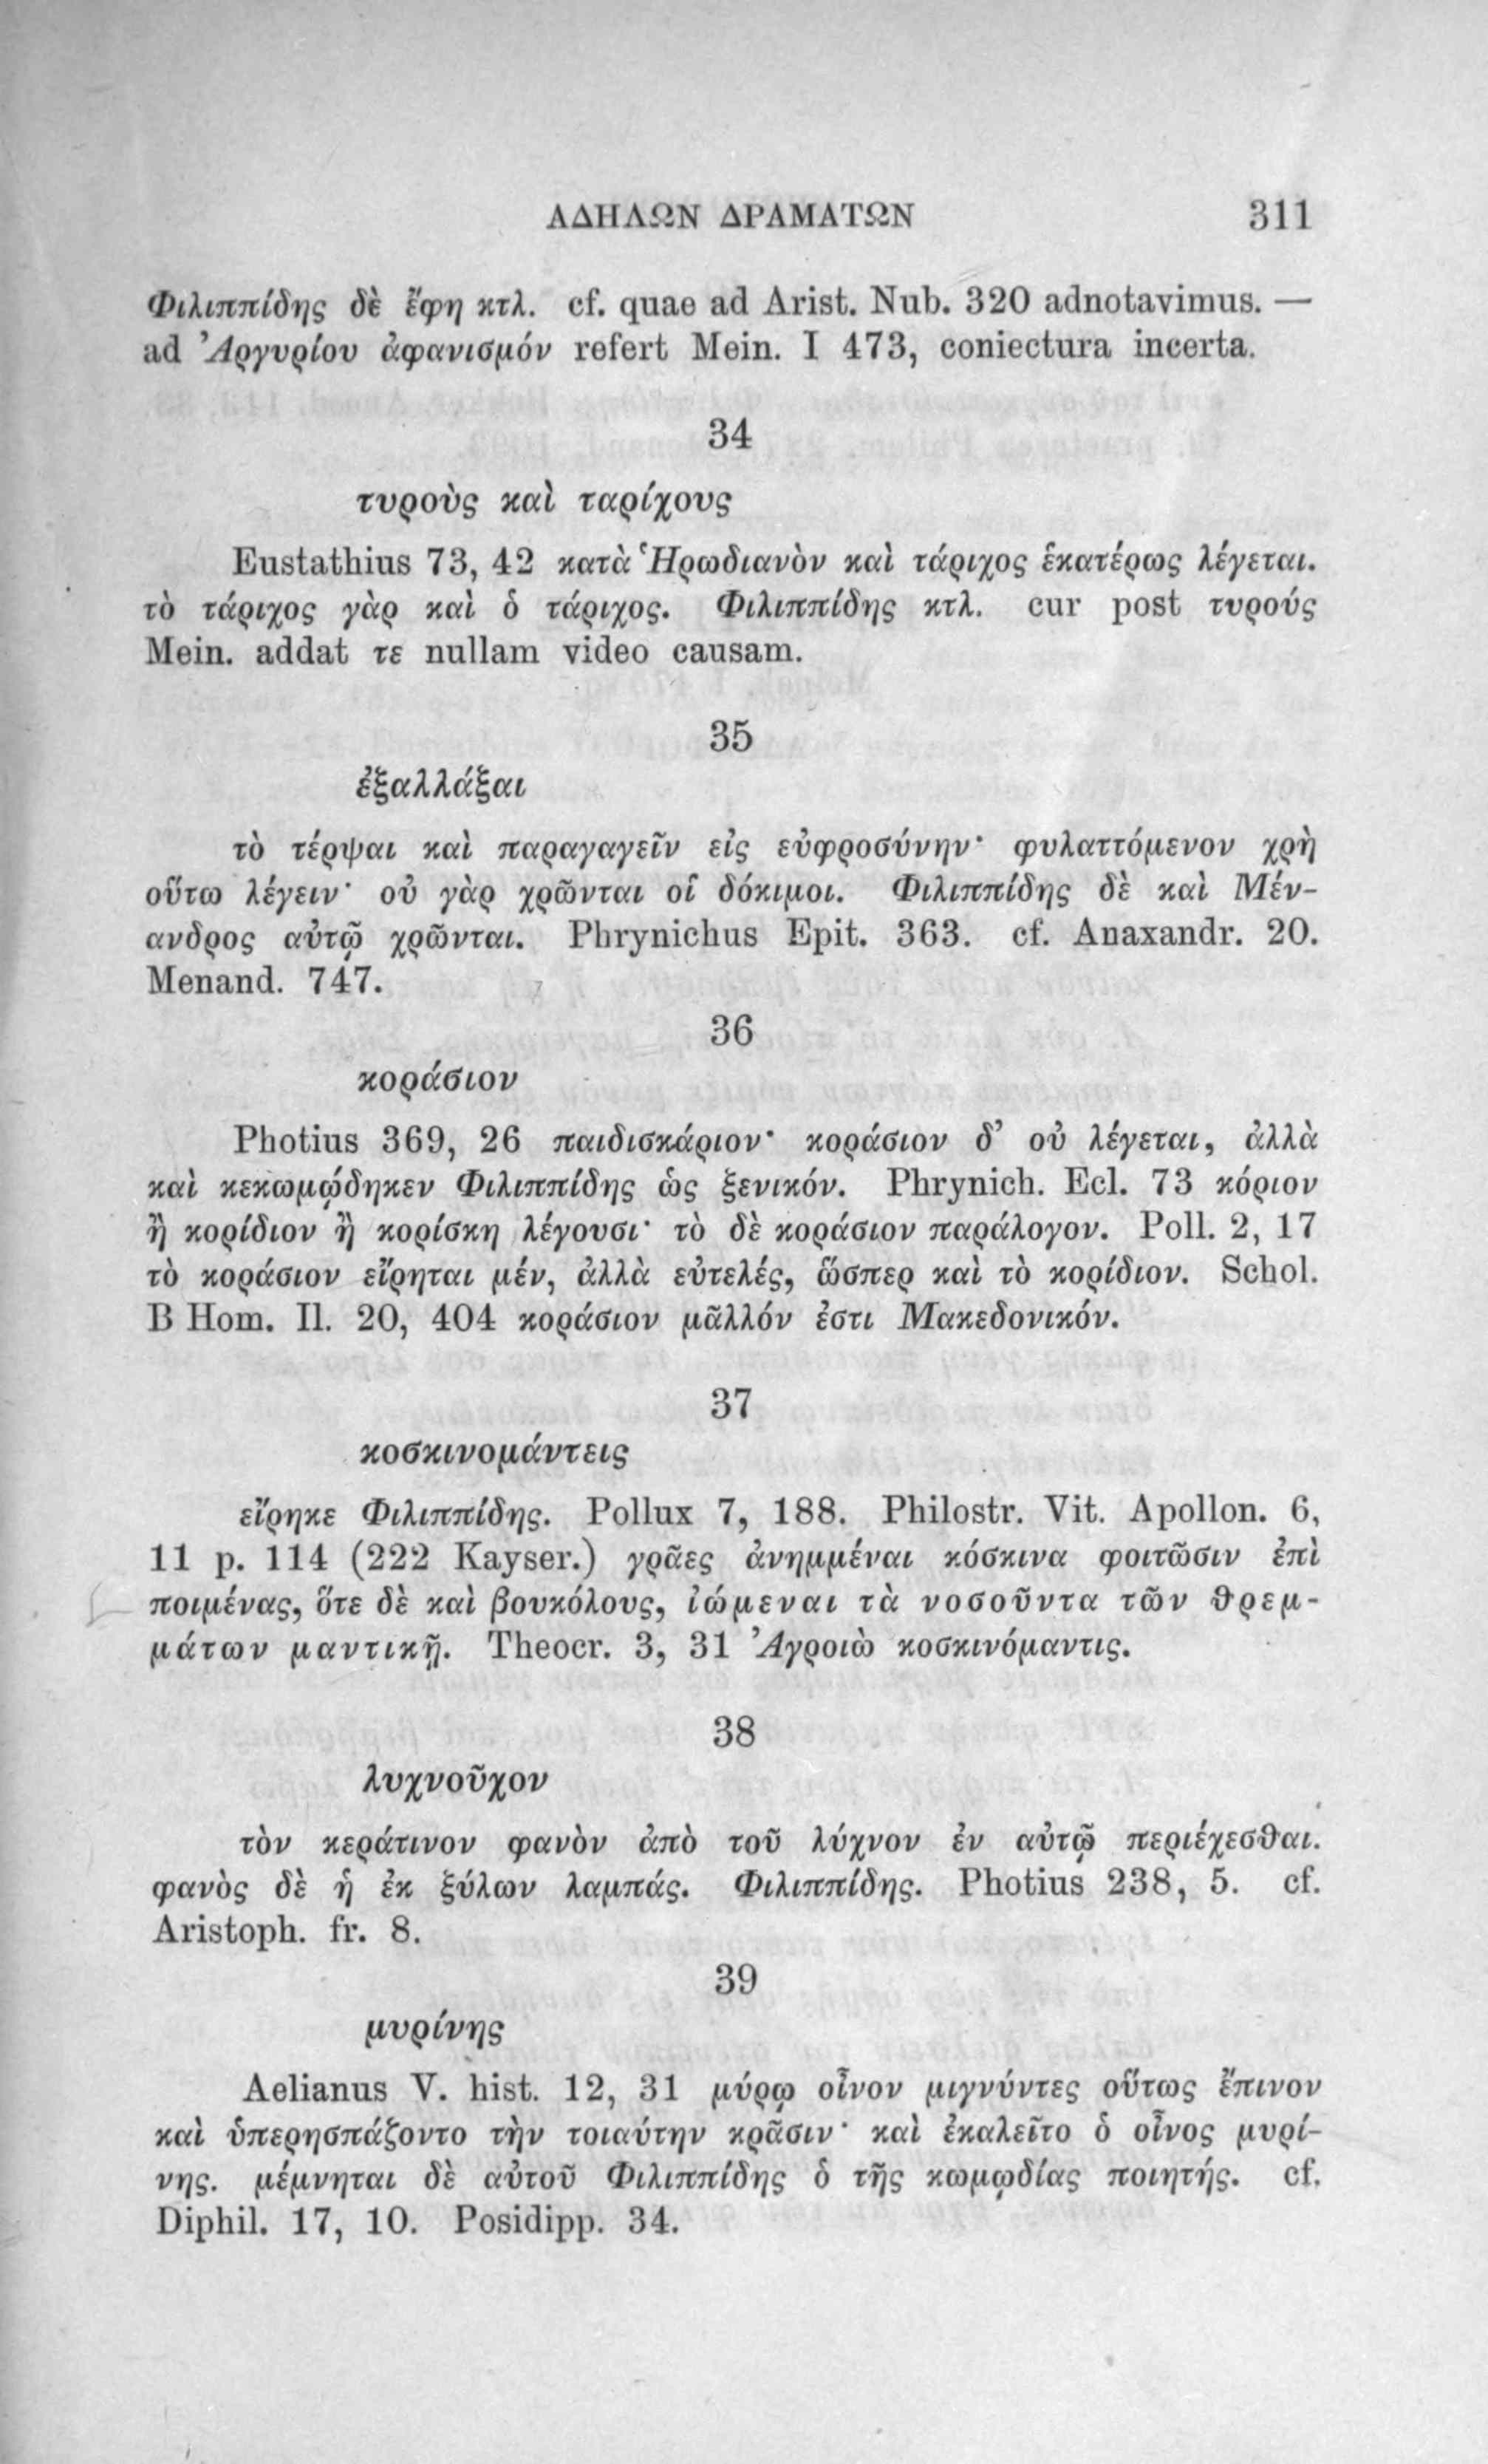 ΑΔΗΛΩΝ ΔΡΑΜΑΤΩΝ 311
Φιλιππίδης δὲ ἔφη κτλ. cf. quae ad Arist. Nub. 320 adnotavimus. —
ad Ἀργυρίου ἀφανισμόν refert Mein. I 473, coniectura incerta.
34
τυροὺς καὶ ταρίχους
Eustathius 73, 42 κατὰ Ἡρωδιανὸν καὶ τάριχος ἑκατέρως λέγεται.
τὸ τάριχος γὰρ καὶ ὁ τάριχος. Φιλιππίδης κτλ. cur post τυρούς
Mein. addat τε nullam video causam.
35
ἐξαλλάξαι
τὸ τέρψαι καὶ παραγαγεῖν εἰς εὐφροσύνην· φυλαττόμενον χρὴ
οὕτω λέγειν· οὐ γὰρ χρῶνται οἱ δόκιμοι. Φιλιππίδης δὲ καὶ Μέν-
ανδρος αὐτῷ χρῶνται. Phrynichus Epit. 363. cf. Anaxandr. 20.
Menand. 747.
36
κοράσιον
Photius 369, 26 παιδισκάριον· κοράσιον δ’ οὐ λέγεται, ἀλλὰ
καὶ κεκωμῴδηκεν Φιλιππίδης ὡς ξενικόν. Phrynich. Ecl. 73 κόριον
ἢ κορίδιον ἢ κορίσκη λέγουσι· τὸ δὲ κοράσιον παράλογον. Poll. 2, 17
τὸ κοράσιον εἴρηται μέν, ἀλλὰ εὐτελές, ὥσπερ καὶ τὸ κορίδιον. Schol.
B Hom. Il. 20, 404 κοράσιον μᾶλλόν ἐστι Μακεδονικόν.
37
κοσκινομάντεις
εἴρηκε Φιλιππίδης. Pollux 7, 188. Philostr. Vit. Apollon. 6,
11 p. 114 (222 Kayser.) γρᾶες ἀνημμέναι κόσκινα φοιτῶσιν ἐπὶ
ποιμένας, ὅτε δὲ καὶ βουκόλους, ἰώμεναι τὰ νοσοῦντα τῶν θρεμ-
μάτων μαντικῇ. Theocr. 3, 31 Ἀγροιὼ κοσκινόμαντις.
38
λυχνοῦχον
τὸν κεράτινον φανὸν ἀπὸ τοῦ λύχνον ἐν αὐτῷ περιέχεσθαι.
φανὸς δὲ ἡ ἐκ ξύλων λαμπάς. Φιλιππίδης. Photius 238, 5. cf.
Aristoph. fr. 8.
39
μυρίνης
Aelianus V. hist. 12, 31 μύρῳ οἶνον μιγνύντες οὕτως ἔπινον
καὶ ὑπερησπάζοντο τὴν τοιαύτην κρᾶσιν· καὶ ἐκαλεῖτο ὁ οἶνος μυρί-
νης. μέμνηται δὲ αὐτοῦ Φιλιππίδης ὁ τῆς κωμῳδίας ποιητής. cf.
Diphil. 17, 10. Posidipp. 34.